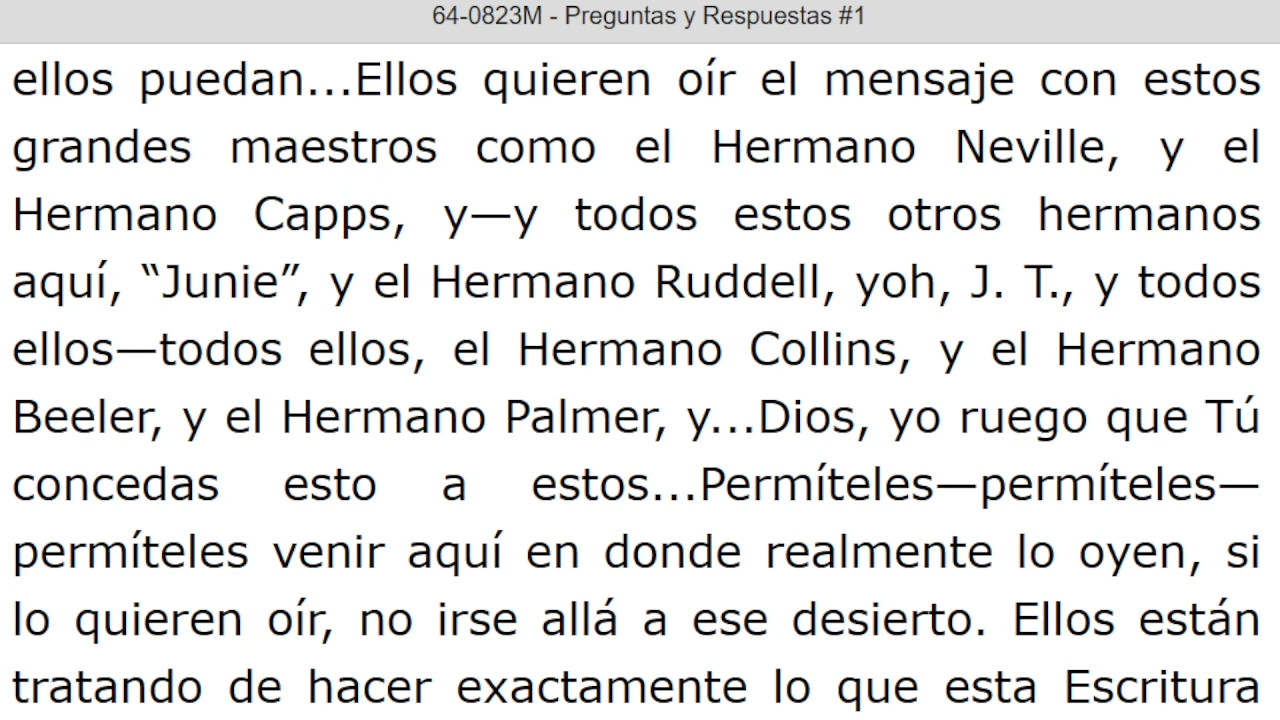 64-0823M - Preguntas y Respuestas #1
ellos puedan...Ellos quieren oír el mensaje con estos
grandes maestros como el Hermano Neville, y el
Hermano Capps, y—y todos estos otros hermanos
aquí, “Junie”, y el Hermano Ruddell, yoh, J. T., y todos
ellos—todos ellos, el Hermano Collins, y el Hermano
Beeler, y el Hermano Palmer, y...Dios, yo ruego que Tú
concedas esto a estos...Permíteles—permíteles—
permíteles venir aquí en donde realmente lo oyen, si
lo quieren oír, no irse allá a ese desierto. Ellos están
tratando de hacer exactamente lo que esta Escritura